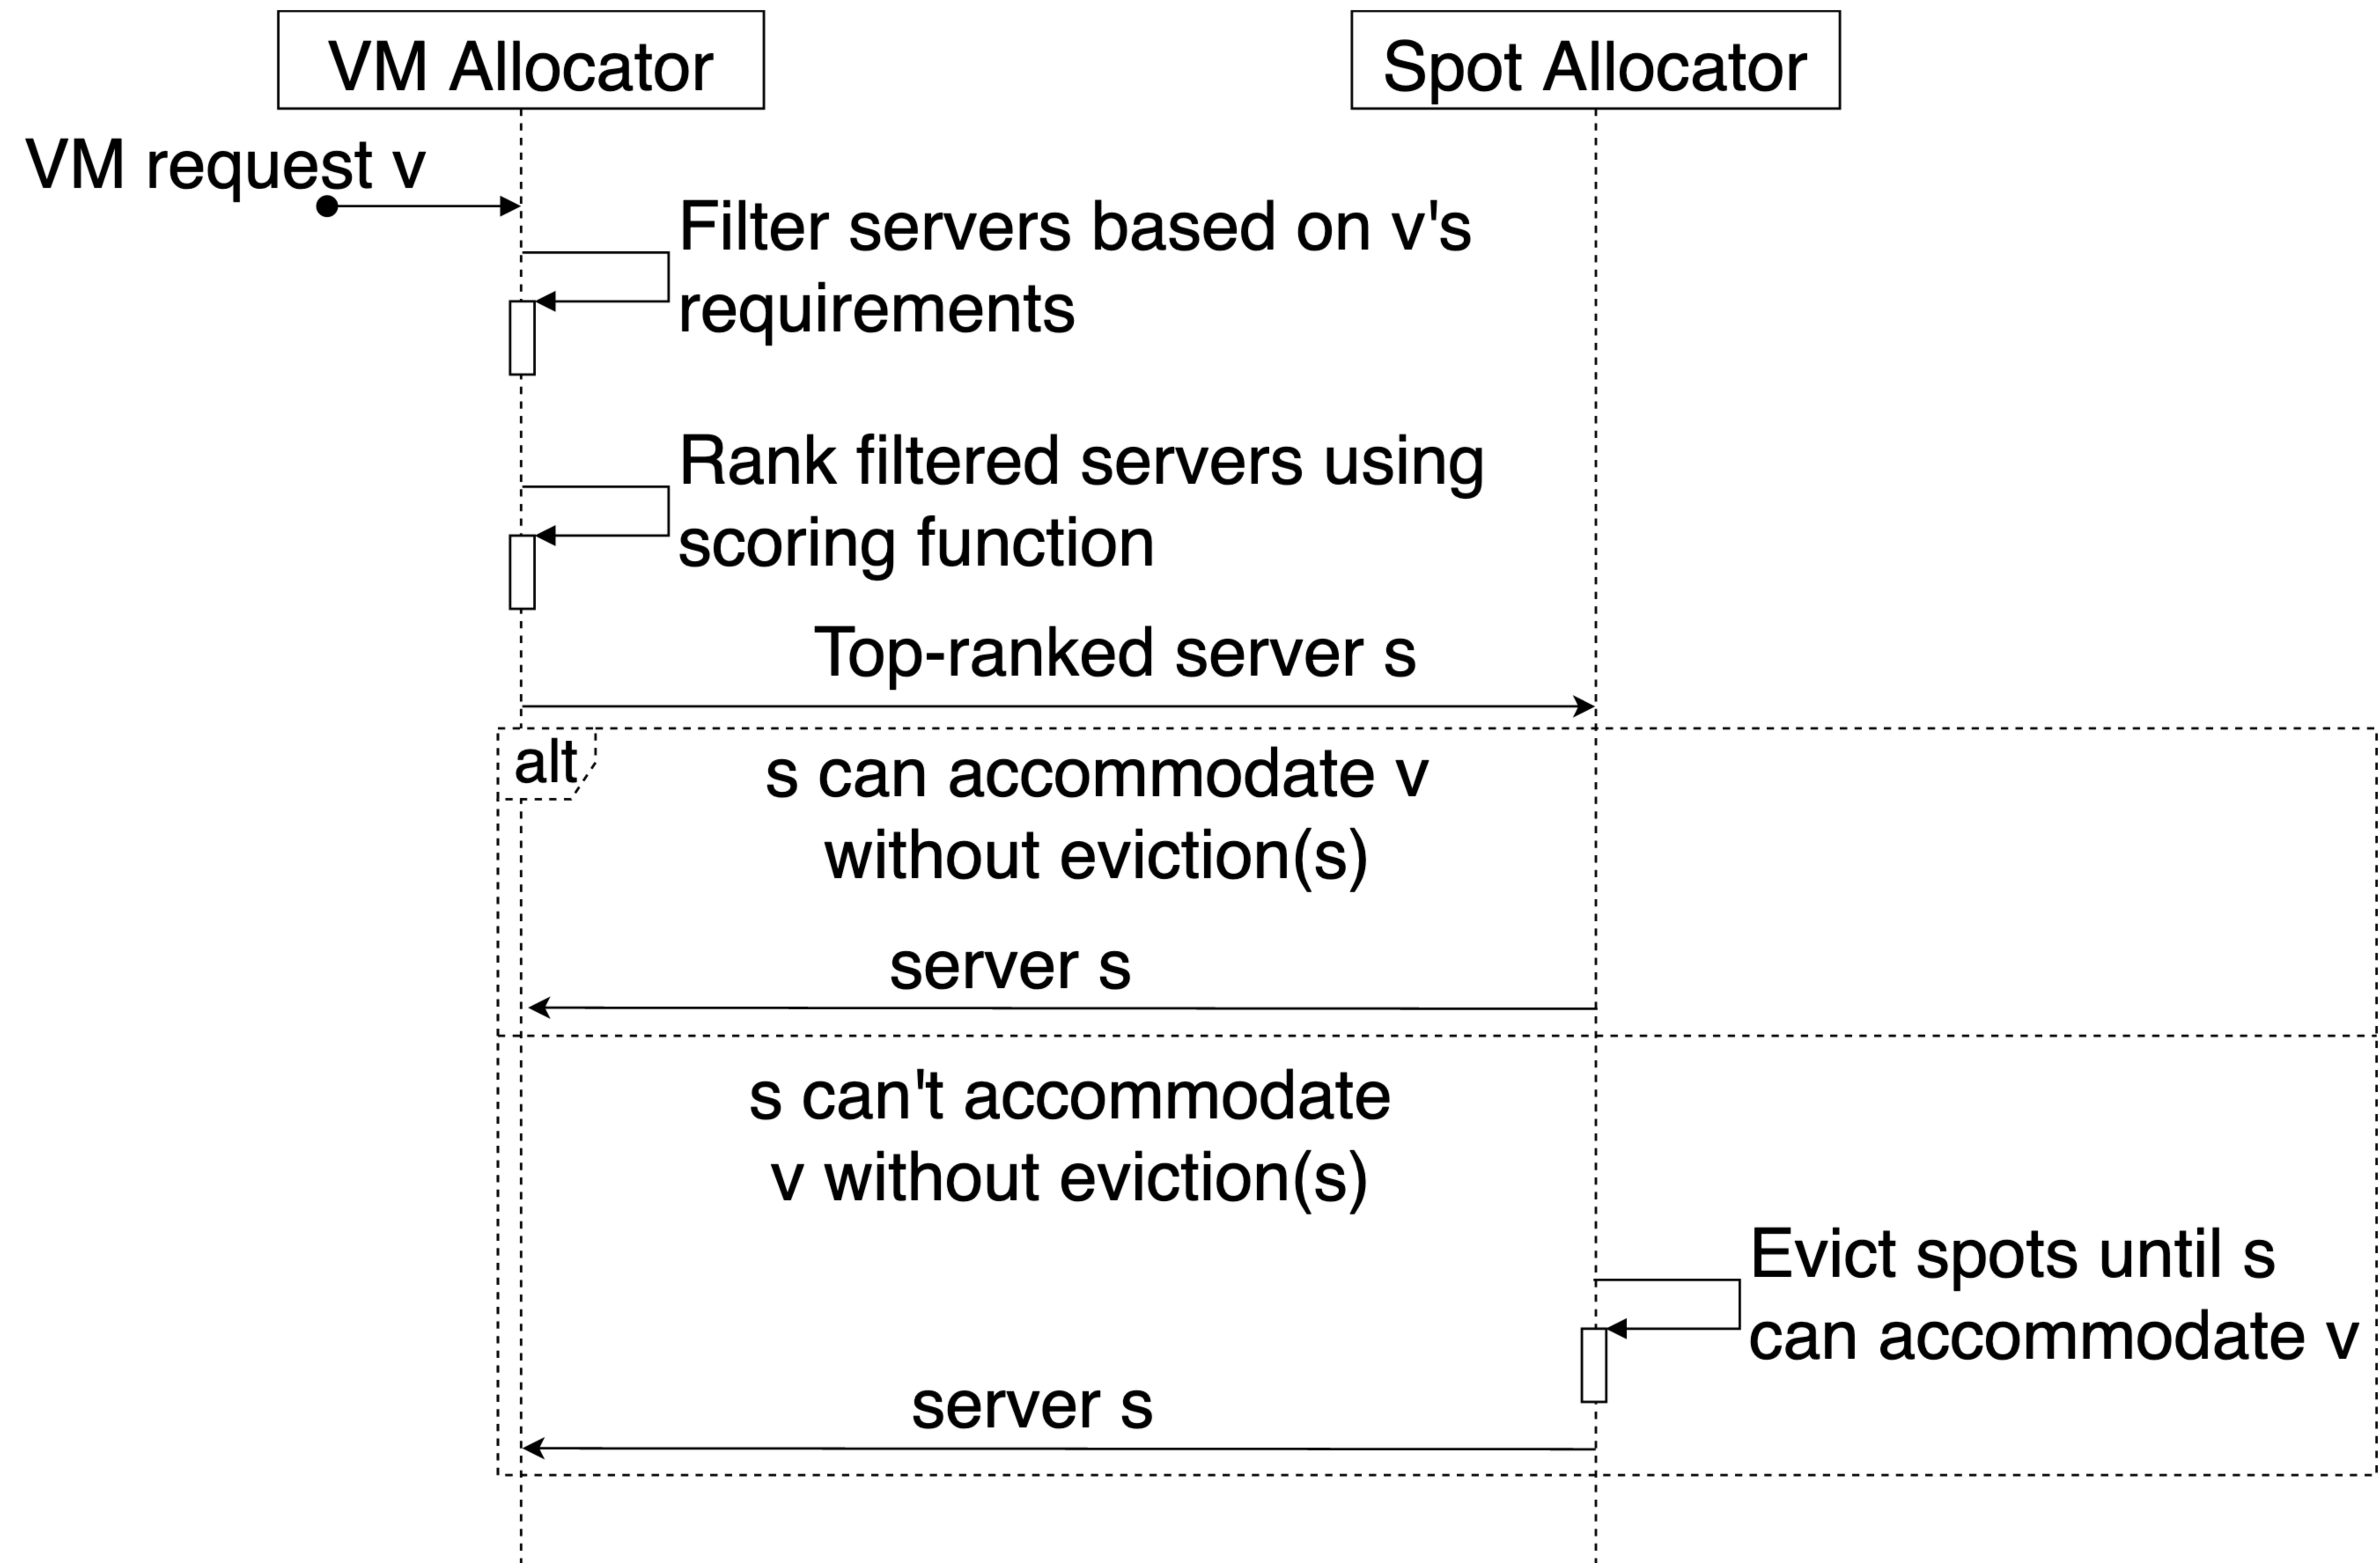 VM Allocator
Spot Allocator
VM request v
Filter servers based on v's
requirements
Rank filtered servers using
scoring function
Top-ranked server s
alt
s can accommodate v
without eviction(s)
server s
s can't accommodate
v without eviction(s)
Evict spots until s
can accommodate v
server s